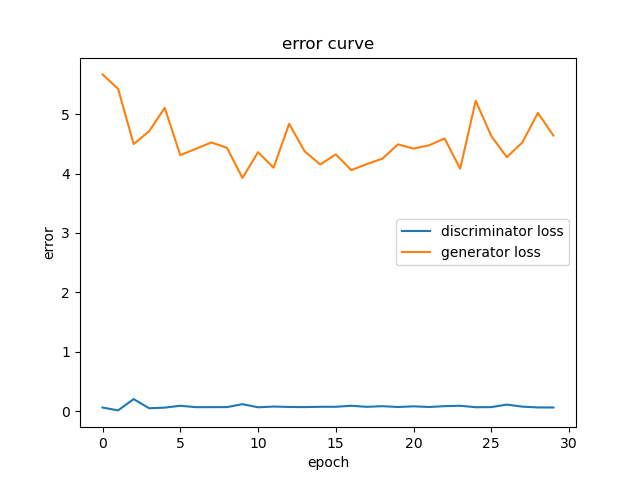 error curve
error
5
4
3
2
1
0
discriminator loss
generator loss
0 5 10 15 20 25 30
epoch